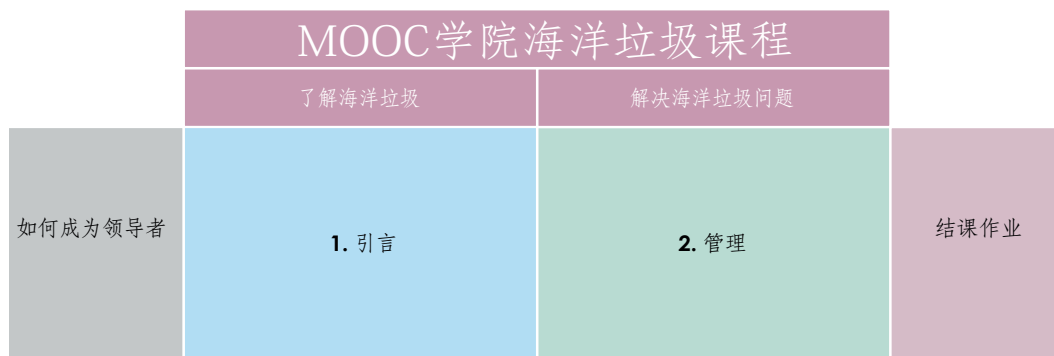 MOOC学院海洋垃圾课程
了解海洋垃圾
解决海洋垃圾问题
如何成为领导者
1. 引言
2. 管理
结课作业